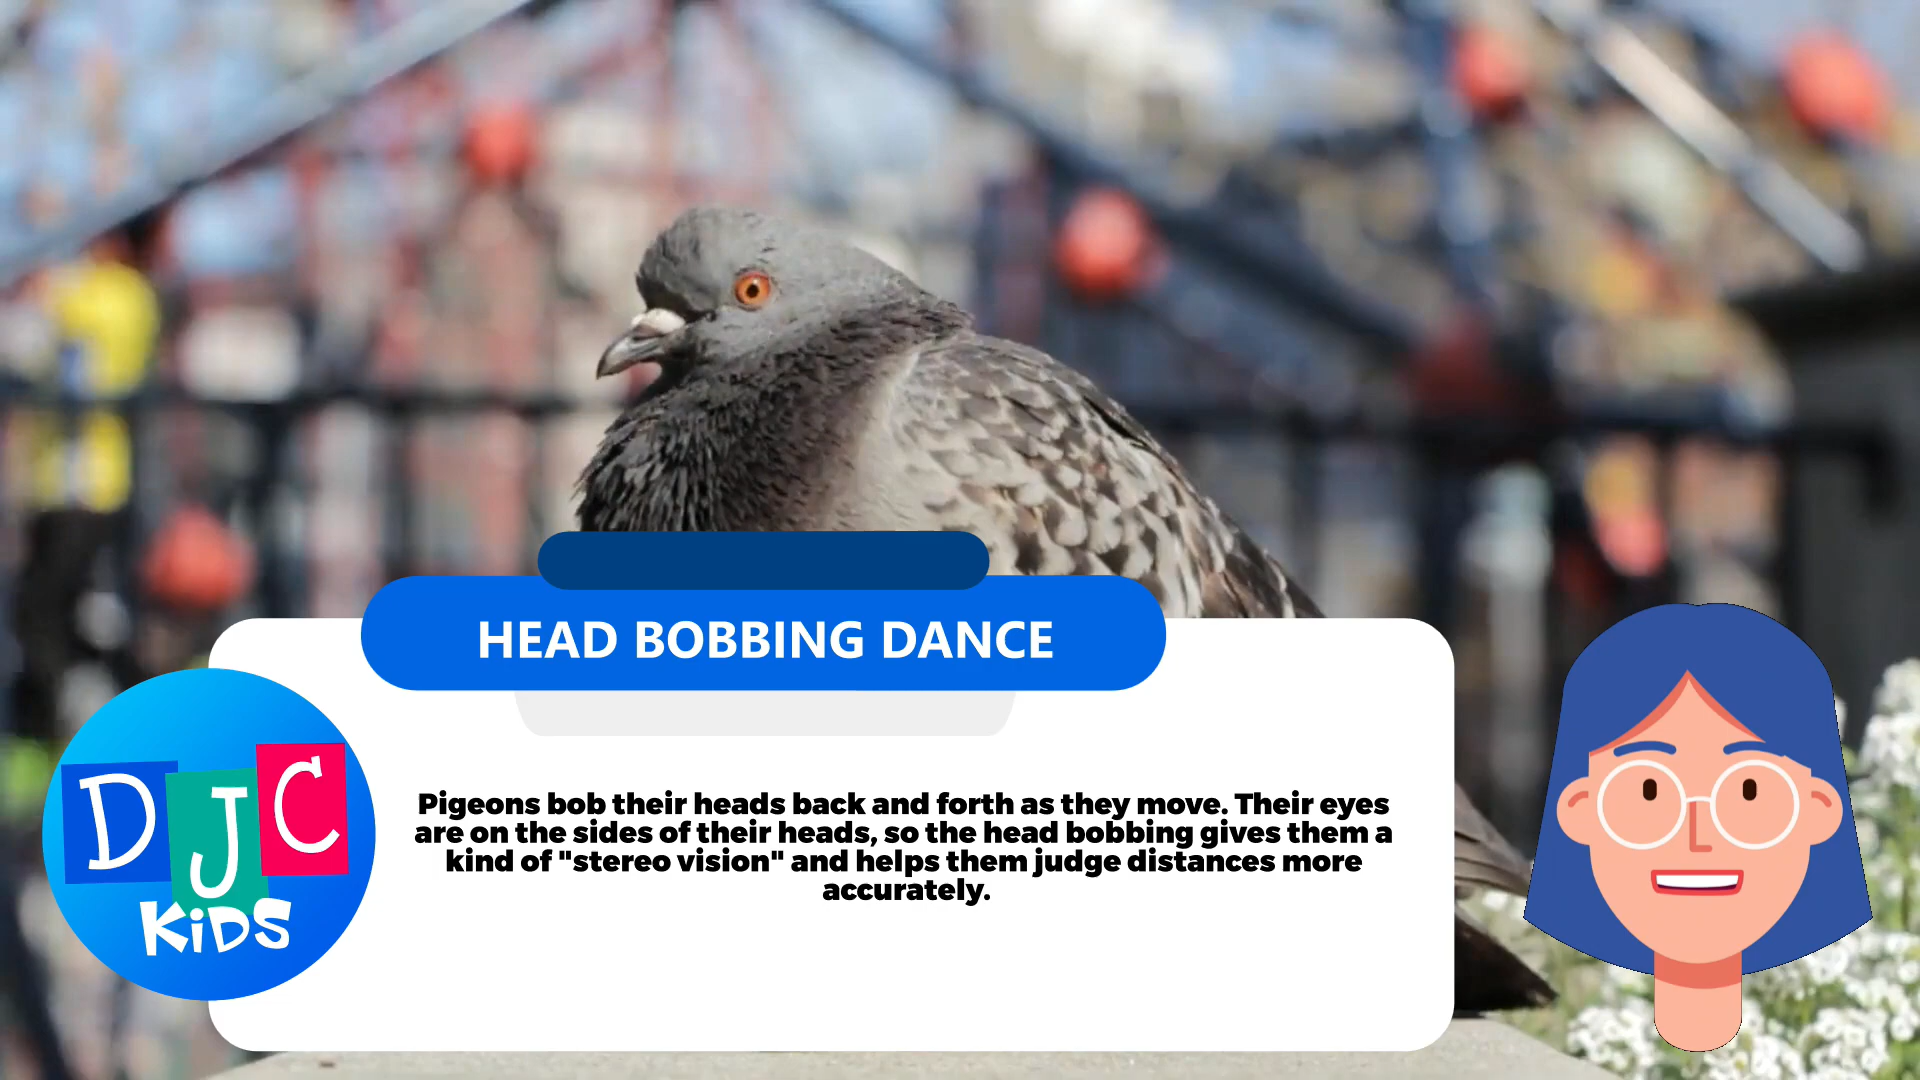 HEAD BOBBING DANCE
Pigeons bob their heads back and forth as they move. Their eyes
are on the sides of their heads, so the head bobbing gives them a
kind of "stereo vision" and helps them judge distances more
accurately.
DJC
KiDS